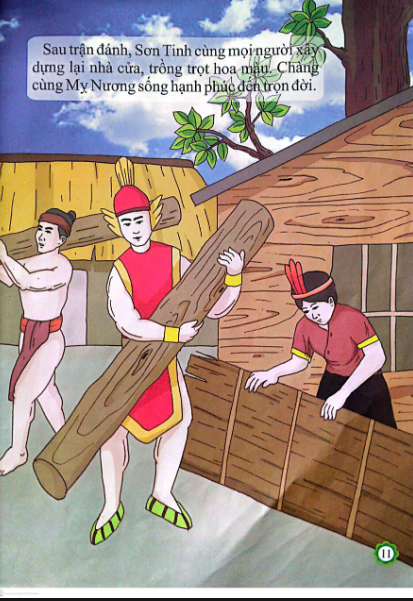 Sau trận đánh, Sơn Tinh cùng mọi người xây
dựng lại nhà cửa, trồng trọt hoa màu. Chàng
cùng Mỵ Nương sống hạnh phúc đến trọn đời.
11